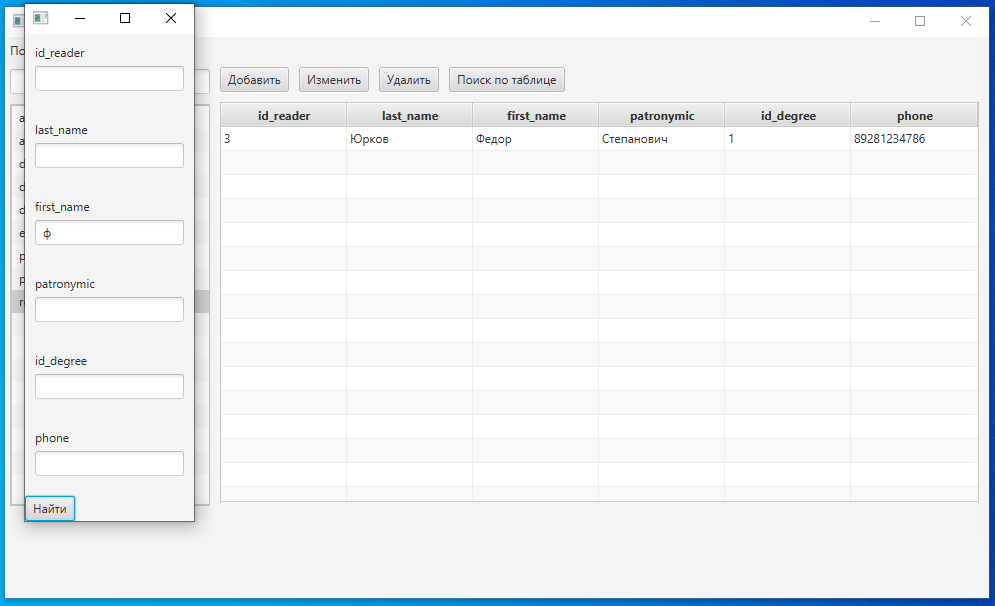 id_reader
last_name
first_name
ф
patronymic
id_degree
phone
Найти
По
a
a
d
d
d
e
p
p
re
Добавить Изменить Удалить Поиск по таблице
id_reader last_name first_name patronymic id_degree phone
3 Юрков Федор Степанович 1 89281234786